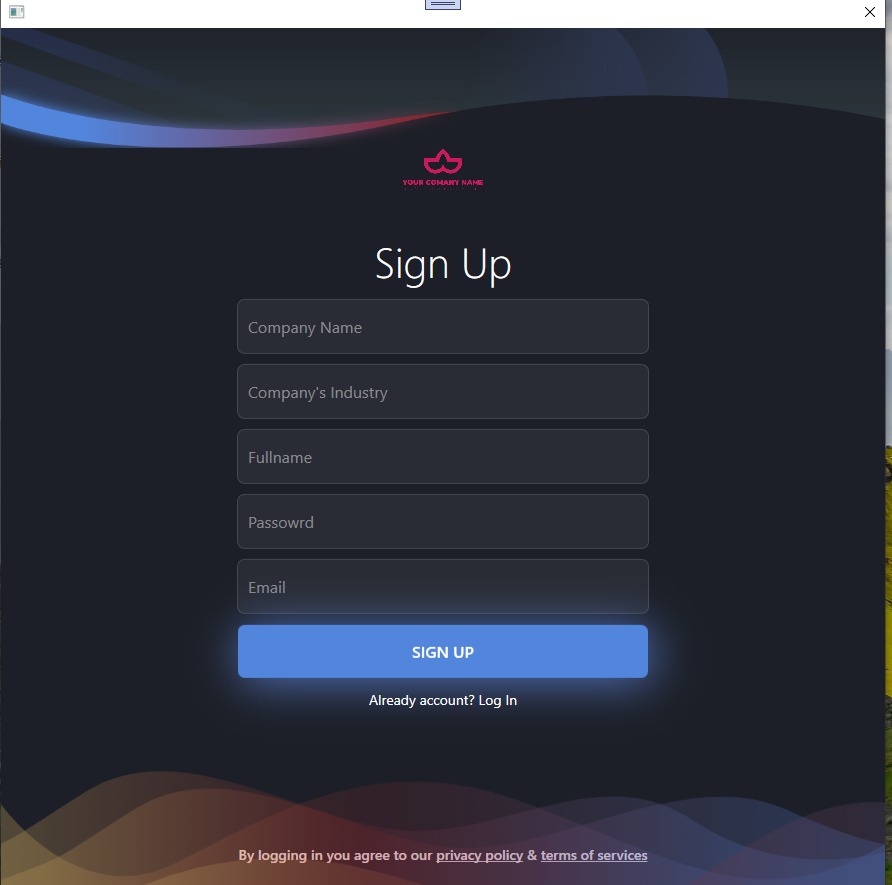 YOUR COMANY NAME
Sign Up
Company Name
Company's Industry
Fullname
Passowrd
Email
SIGN UP
Already account? Log In
By logging in you agree to our privacy policy & terms of services